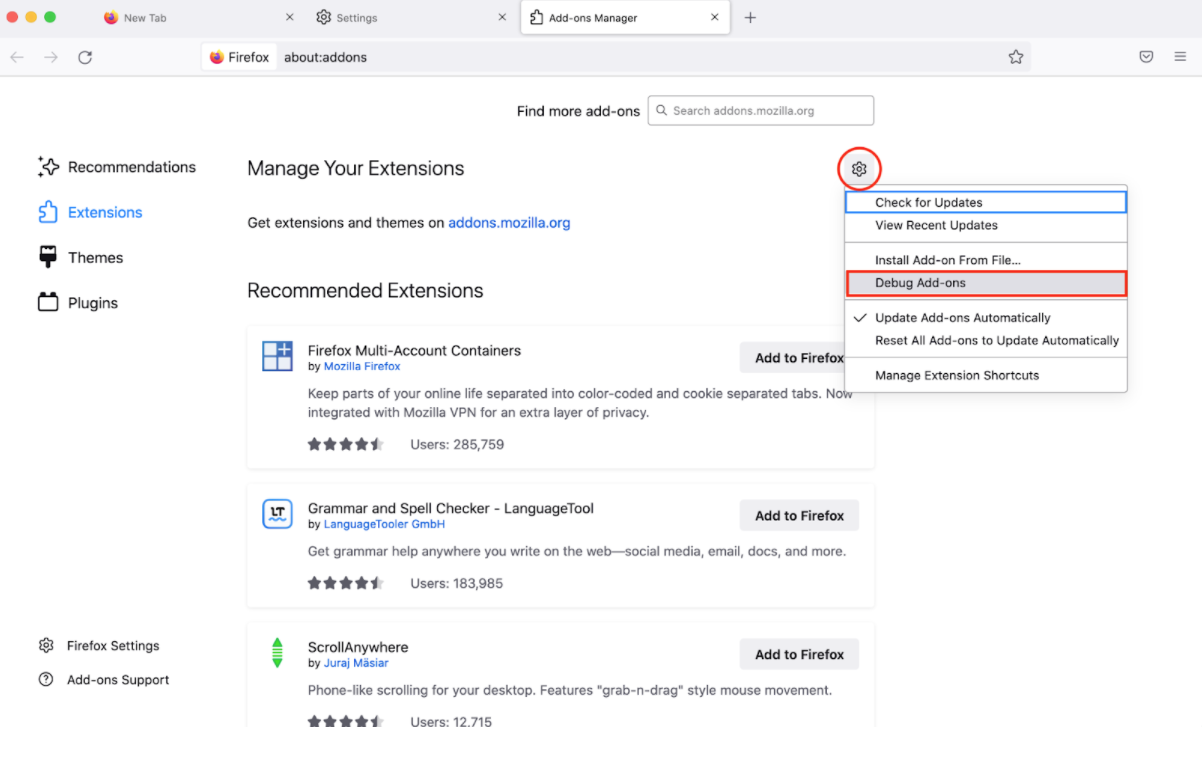 New Tab
Settings
Add-ons Manager
Firefox
about:addons
Find more add-ons
Search addons.mozilla.org
Recommendations
Extensions
Themes
Plugins
Manage Your Extensions
Check for Updates
View Recent Updates
Install Add-on From File...
Debug Add-ons
Update Add-ons Automatically
Reset All Add-ons to Update Automatically
Manage Extension Shortcuts
Get extensions and themes on addons.mozilla.org
Recommended Extensions
Firefox Multi-Account Containers
by Mozilla Firefox
Add to Firefox
Keep parts of your online life separated into color-coded and cookie separated tabs. Now
integrated with Mozilla VPN for an extra layer of privacy.
Users: 285,759
LT
Grammar and Spell Checker - LanguageTool
by LanguageTooler GmbH
Add to Firefox
Get grammar help anywhere you write on the web—social media, email, docs, and more.
Users: 183,985
ScrollAnywhere
by Juraj Mäsiar
Add to Firefox
Phone-like scrolling for your desktop. Features "grab-n-drag" style mouse movement.
Users: 12,715
Firefox Settings
Add-ons Support